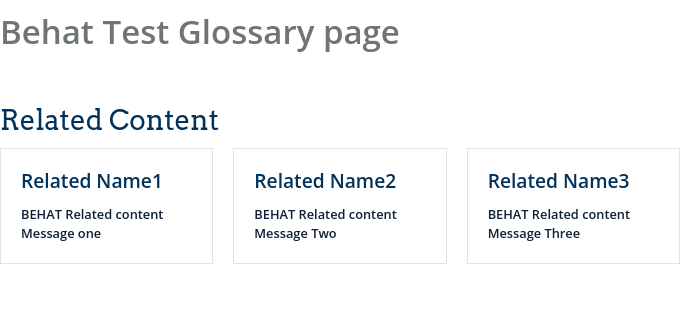 Behat Test Glossary page
Related Content
Related Name1
BEHAT Related content
Message one
Related Name2
BEHAT Related content
Message Two
Related Name3
BEHAT Related content
Message Three